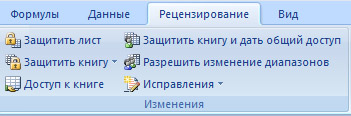 Формулы Данные Рецензирование Вид
Защитить лист Защитить книгу и дать общий доступ
Защитить книгу Разрешить изменение диапазонов
Доступ к книге Исправления
Изменения